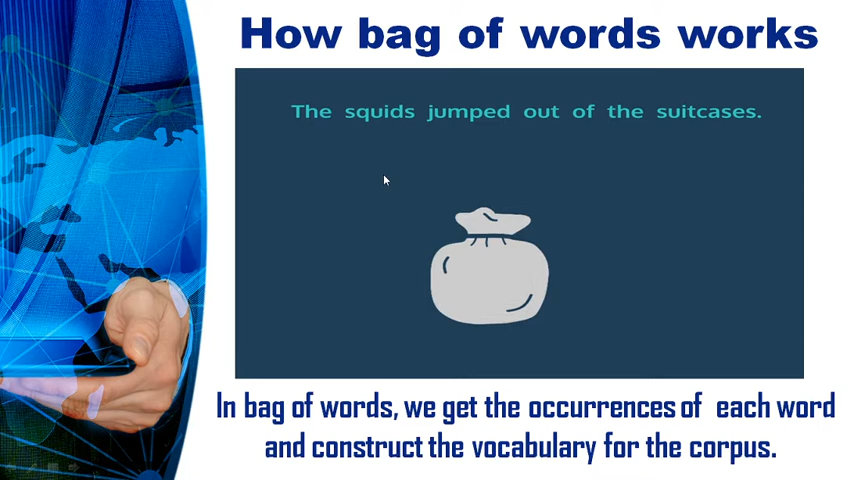 How bag of words works
The squids jumped out of the suitcases.
In bag of words, we get the occurrences of each word
and construct the vocabulary for the corpus.